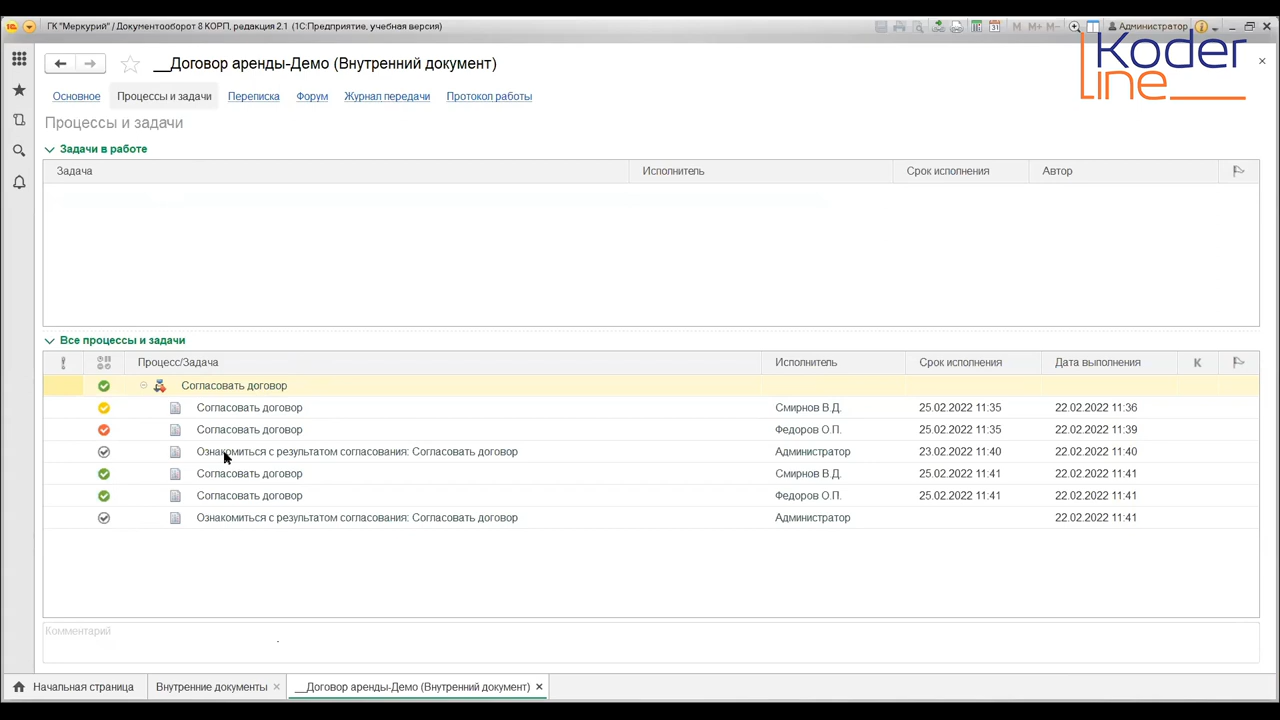 ГК "Меркурий" / Документооборот 8 КОРП, редакция 2.1 (1С:Предприятие, учебная версия)
M M+ M- 31 Администратор
Koder
line
__Договор аренды-Демо (Внутренний документ)
Основное Процессы и задачи Переписка Форум Журнал передачи Протокол работы
Процессы и задачи
Задачи в работе
Задача Исполнитель Срок исполнения Автор
Все процессы и задачи
Процесс/Задача Исполнитель Срок исполнения Дата выполнения К
Согласовать договор
Согласовать договор Смирнов В.Д. 25.02.2022 11:35 22.02.2022 11:36
Согласовать договор Федоров О.П. 25.02.2022 11:35 22.02.2022 11:39
Ознакомиться с результатом согласования: Согласовать договор Администратор 23.02.2022 11:40 22.02.2022 11:40
Согласовать договор Смирнов В.Д. 25.02.2022 11:41 22.02.2022 11:41
Согласовать договор Федоров О.П. 25.02.2022 11:41 22.02.2022 11:41
Ознакомиться с результатом согласования: Согласовать договор Администратор 22.02.2022 11:41
Комментарий
Начальная страница Внутренние документы __Договор аренды-Демо (Внутренний документ)